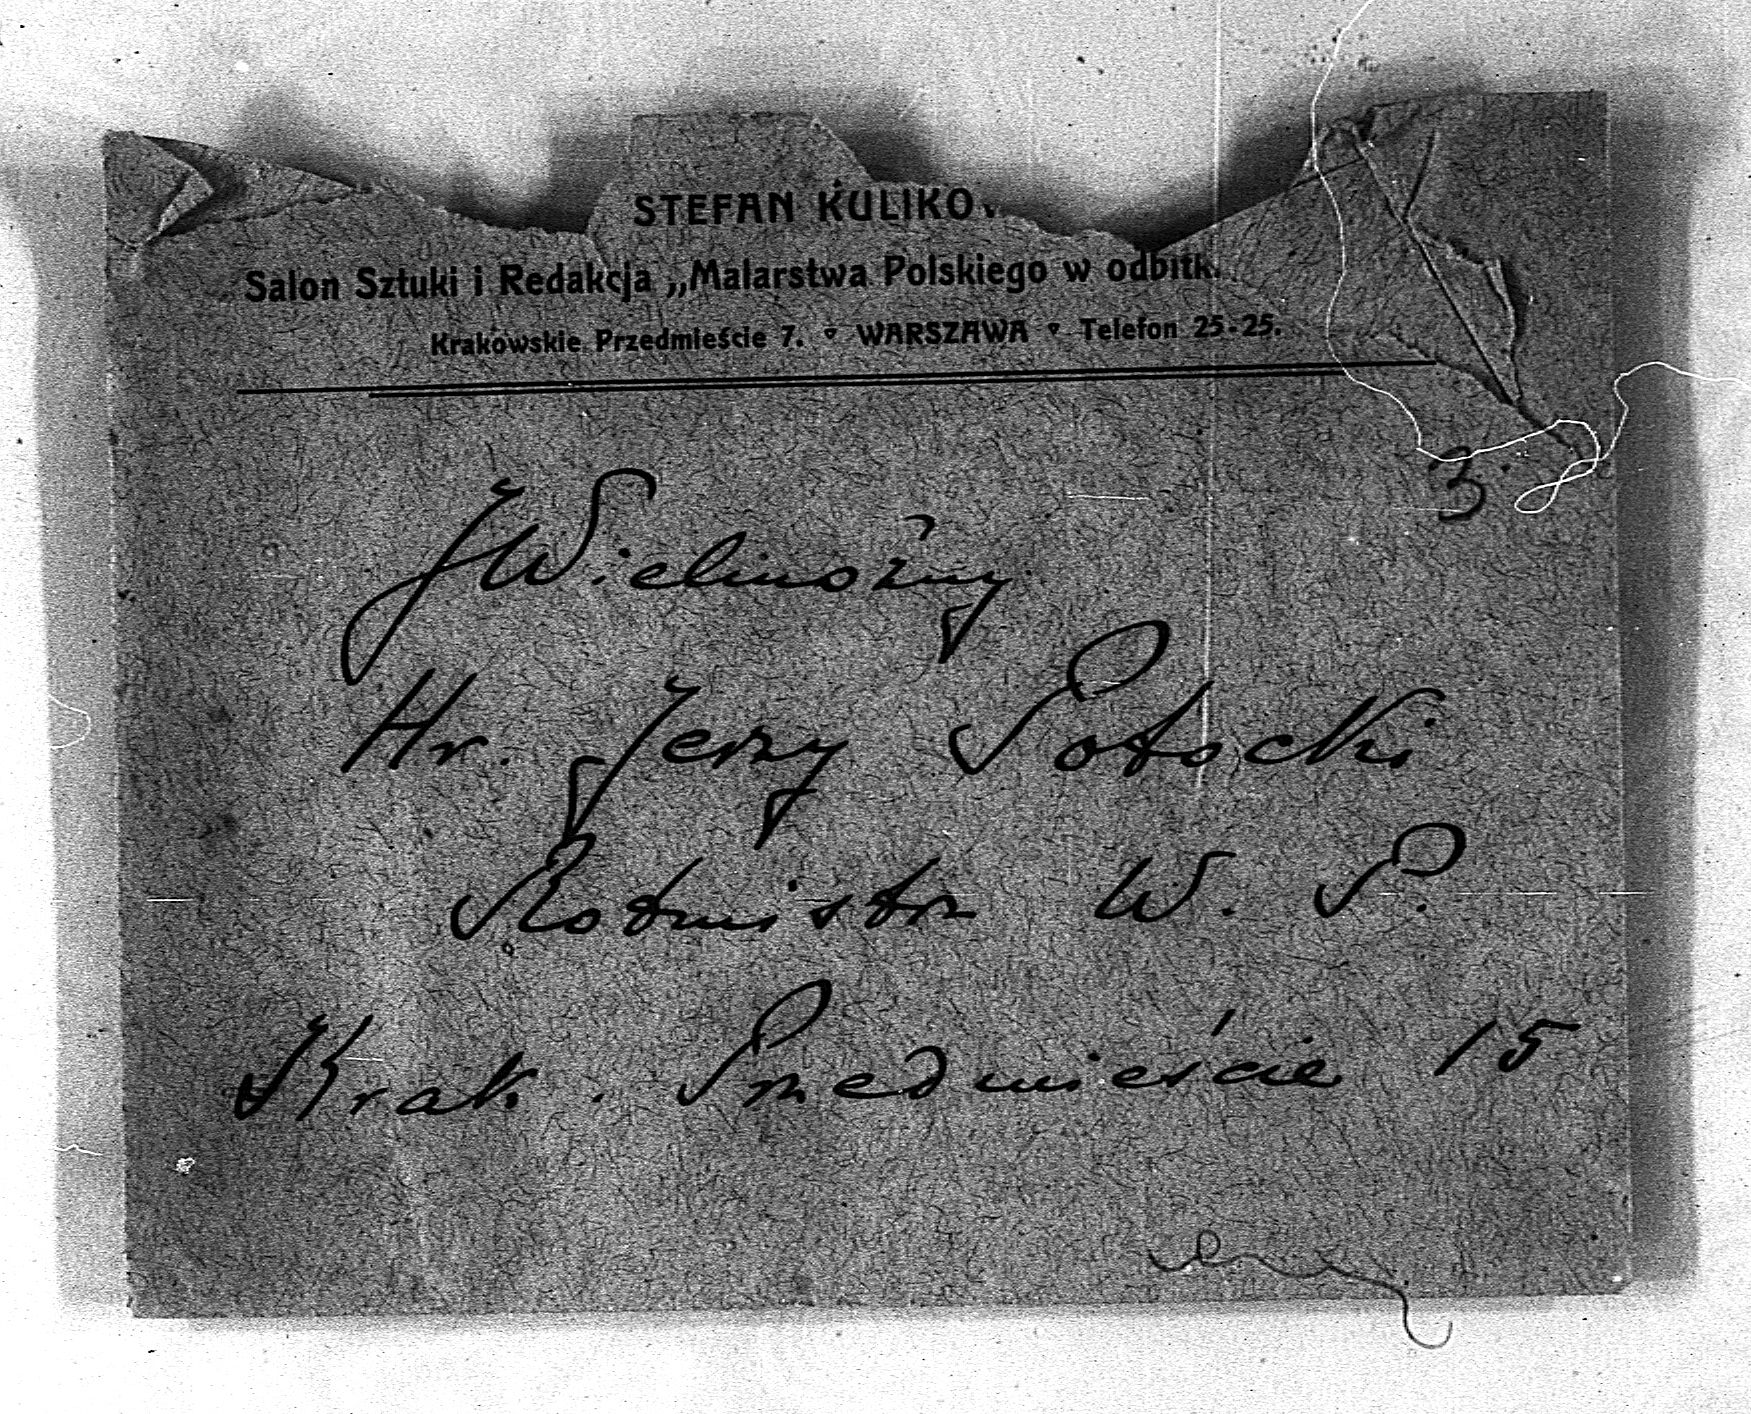 STEFAN KULIKO
Salon Sztuki i Redakcja „Malarstwa Polskiego w odbitk.
Krakowskie Przedmieście 7. ▿ WARSZAWA ▿ Telefon 25-25.
3
JWielmożny
Hr. Jerzy Potocki
Rotmistrz W. P.
Krak. Przedmieście 15